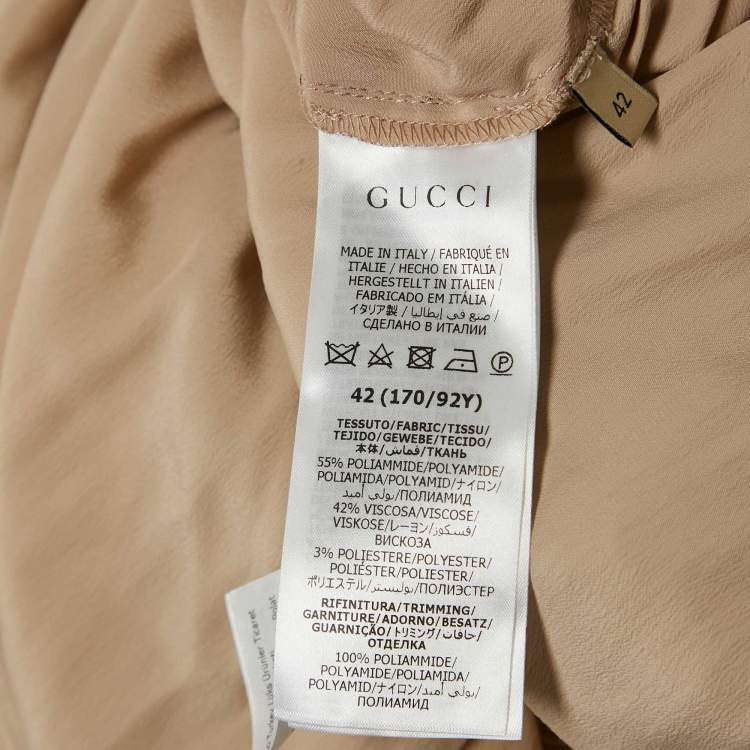 42
GUCCI
MADE IN ITALY / FABRIQUÉ EN
ITALIE / HECHO EN ITALIA /
HERGESTELLT IN ITALIEN /
FABRICADO EM ITÁLIA /
イタリア製 / صنع في إيطاليا /
СДЕЛАНО В ИТАЛИИ
P
42 (170/92Y)
TESSUTO/FABRIC/TISSU/
TEJIDO/GEWEBE/TECIDO/
本体/قماش/ТКАНЬ
55% POLIAMMIDE/POLYAMIDE/
POLIAMIDA/POLYAMID/ナイロン/
بولي أميد/ПОЛИАМИД
42% VISCOSA/VISCOSE/
VISKOSE/レーヨン/فسكوز/
ВИСКОЗА
3% POLIESTERE/POLYESTER/
POLIÉSTER/POLIESTER/
ポリエステル/بوليستر/ПОЛИЭСТЕР
RIFINITURA/TRIMMING/
GARNITURE/ADORNO/BESATZ/
GUARNIÇÃO/トリミング/حافات/
ОТДЕЛКА
100% POLIAMMIDE/
POLYAMIDE/POLIAMIDA/
POLYAMID/ナイロン/بولي أميد/
ПОЛИАМИД
Turkey Lüks Ürünler Ticaret